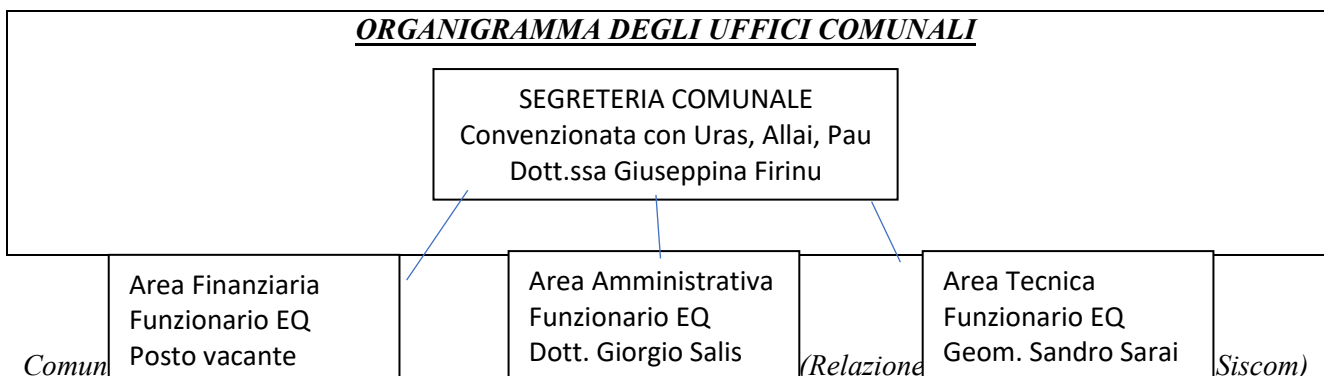 ORGANIGRAMMA DEGLI UFFICI COMUNALI
SEGRETERIA COMUNALE
Convenzionata con Uras, Allai, Pau
Dott.ssa Giuseppina Firinu
Area Finanziaria
Funzionario EQ
Posto vacante
Area Amministrativa
Funzionario EQ
Dott. Giorgio Salis
Area Tecnica
Funzionario EQ
Geom. Sandro Sarai
(Relazione Siscom)